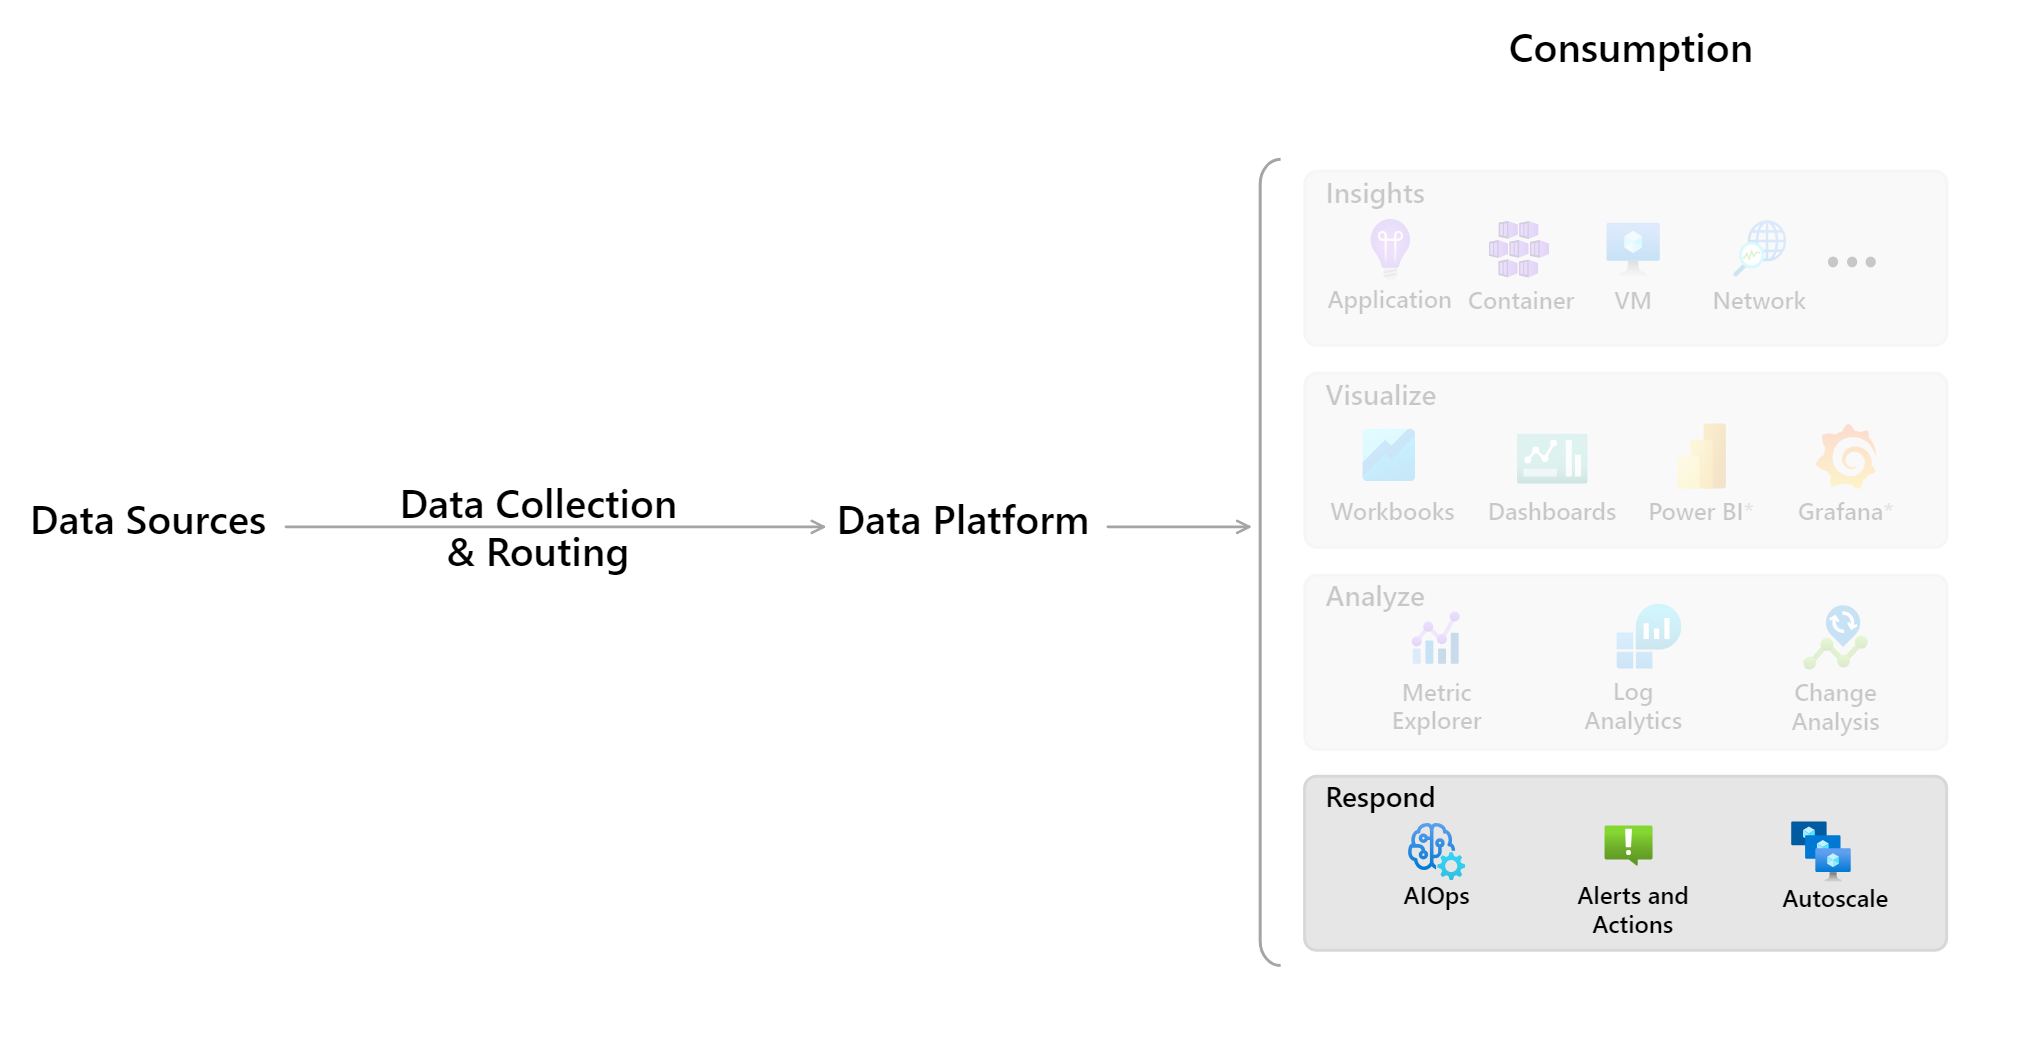 Consumption
Insights
Application
Container
VM
Network
Visualize
Workbooks
Dashboards
Power BI*
Grafana*
Data Sources
Data Collection
& Routing
Data Platform
Analyze
Metric
Explorer
Log
Analytics
Change
Analysis
Respond
AIOps
Alerts and
Actions
Autoscale